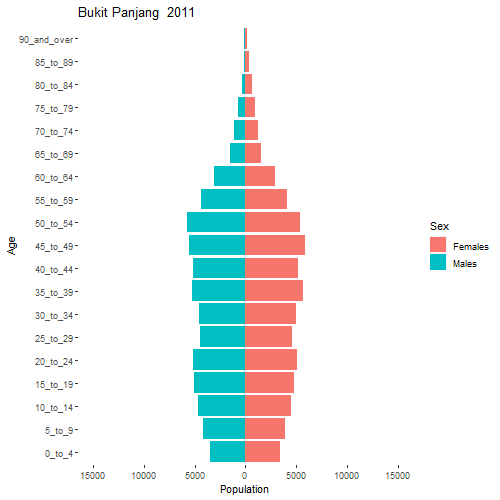 Bukit Panjang  2011
90_and_over
85_to_89
80_to_84
75_to_79
70_to_74
65_to_69
60_to_64
55_to_59
50_to_54
45_to_49
40_to_44
35_to_39
30_to_34
25_to_29
20_to_24
15_to_19
10_to_14
5_to_9
0_to_4
Age
15000 10000 5000 0 5000 10000 15000
Population
Sex
Females
Males